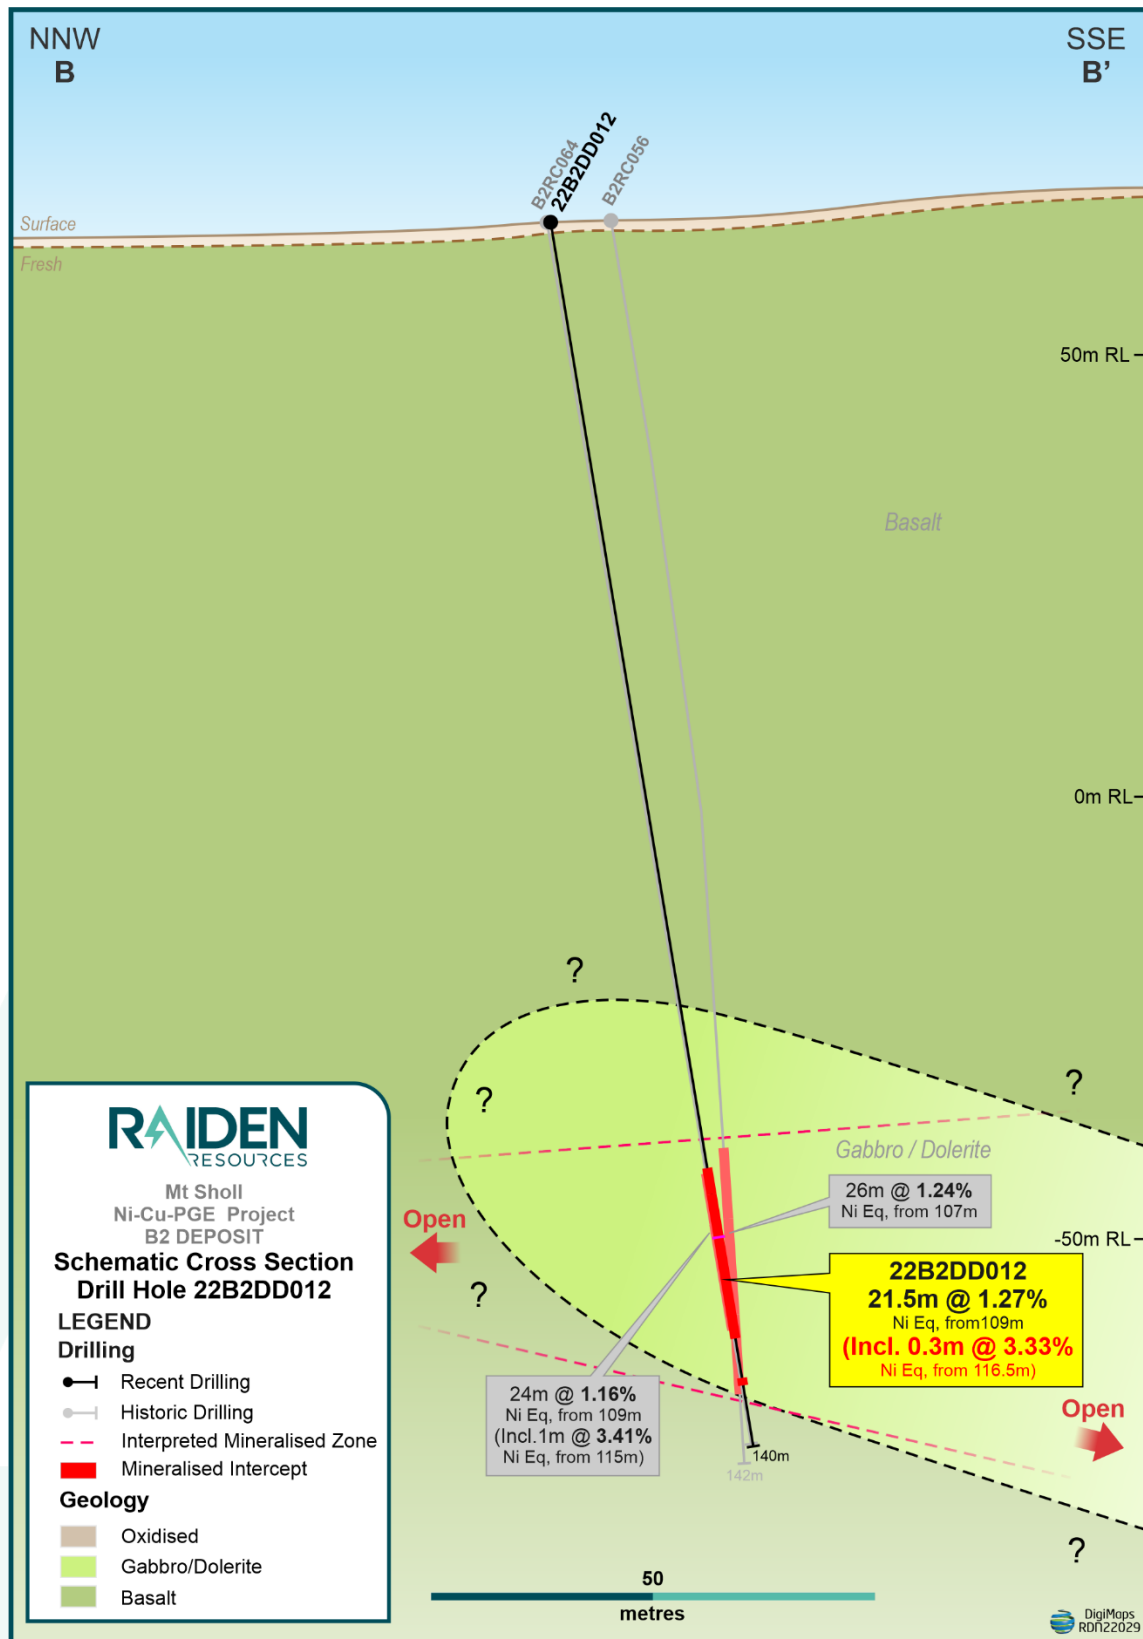 NNW
B
SSE
B'
B2RC064
22B2DD012
B2RC056
Surface
Fresh
50m RL
Basalt
0m RL
?
?
?
Gabbro / Dolerite
26m @ 1.24%
Ni Eq, from 107m
Open
-50m RL
22B2DD012
21.5m @ 1.27%
Ni Eq, from109m
(Incl. 0.3m @ 3.33%
Ni Eq, from 116.5m)
?
24m @ 1.16%
Ni Eq, from 109m
(Incl.1m @ 3.41%
Ni Eq, from 115m)
Open
140m
142m
?
RAIDEN
RESOURCES
Mt Sholl
Ni-Cu-PGE Project
B2 DEPOSIT
Schematic Cross Section
Drill Hole 22B2DD012
LEGEND
Drilling
Recent Drilling
Historic Drilling
Interpreted Mineralised Zone
Mineralised Intercept
Geology
Oxidised
Gabbro/Dolerite
Basalt
50
metres
DigiMaps
RDN22029